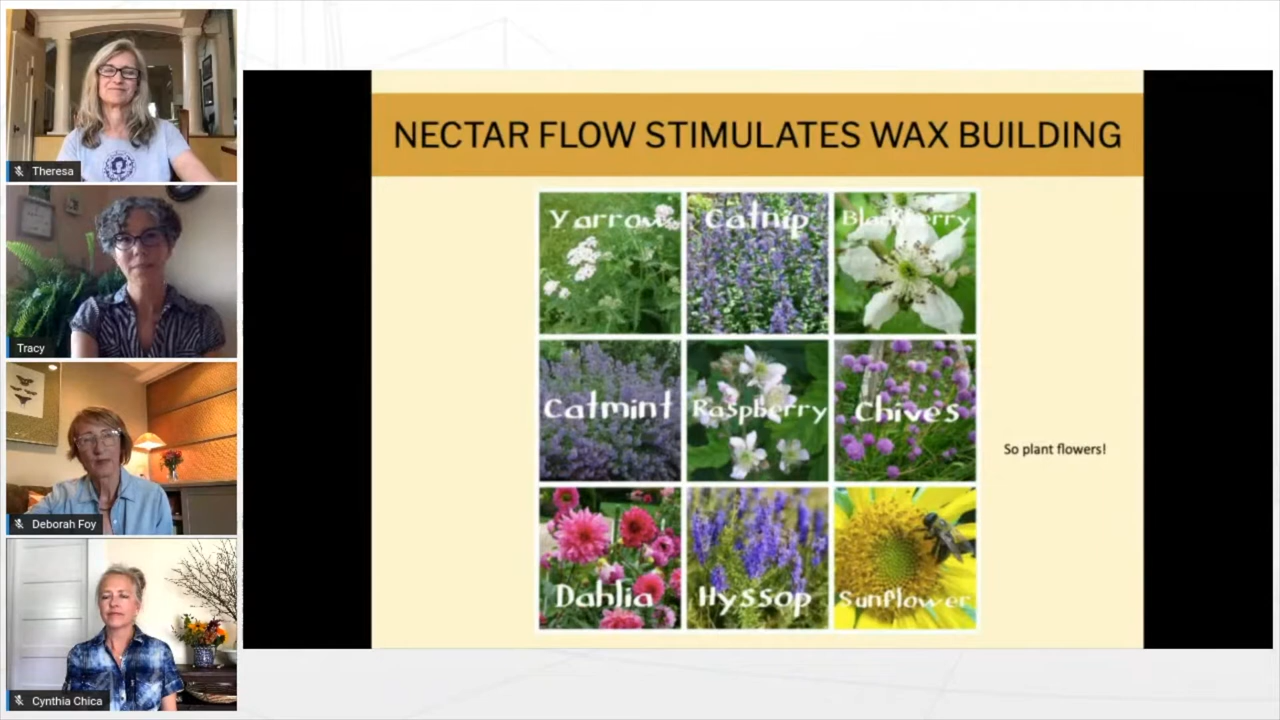 Theresa
Tracy
Deborah Foy
Cynthia Chica
NECTAR FLOW STIMULATES WAX BUILDING
Yarrow Catnip Blackberry
Catmint Raspberry Chives
So plant flowers!
Dahlia Hyssop Sunflower